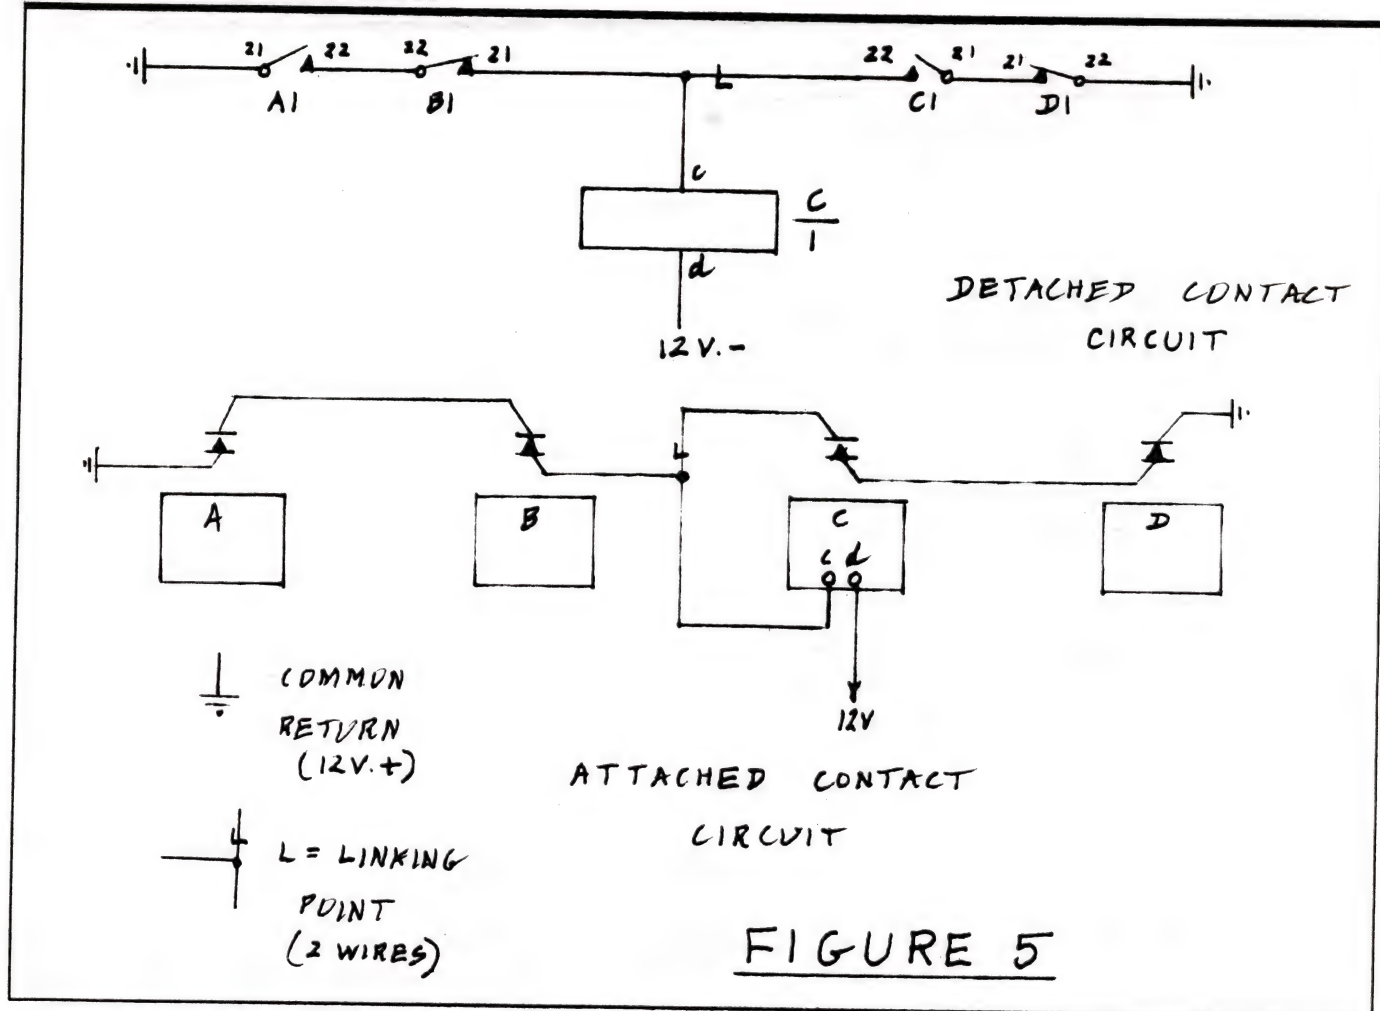 21 22 22 21 22 21 21 22
A1 B1 L C1 D1
c
C
1
d
12 V. -
DETACHED CONTACT
CIRCUIT
L
A B C D
c d
12V
COMMON
RETURN
(12V.+)
ATTACHED CONTACT
CIRCUIT
L
L = LINKING
POINT
(2 WIRES)
FIGURE 5